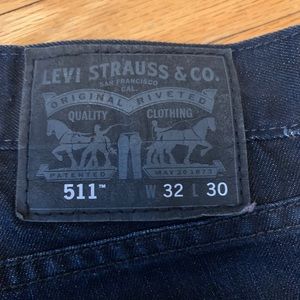 LEVI STRAUSS & CO.
SAN FRANCISCO
CAL.
ORIGINAL RIVETED
QUALITY CLOTHING
PATENTED MAY 20 1873
511™ W 32 L 30